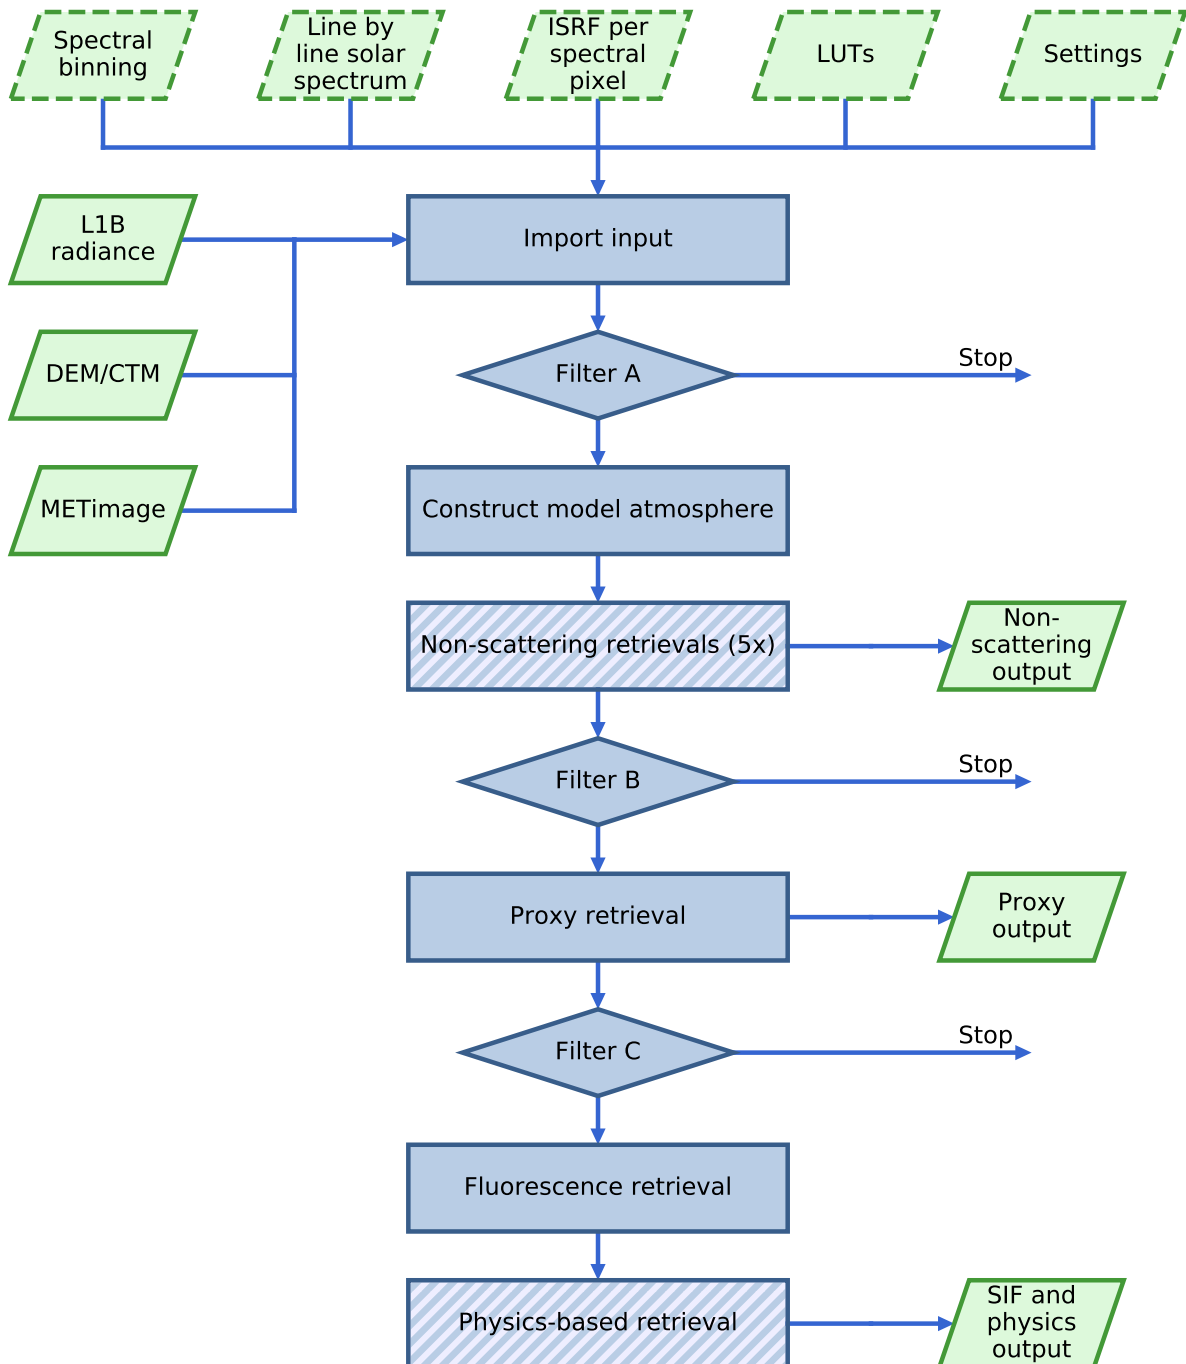 Spectral
binning
Line by
line solar
spectrum
ISRF per
spectral
pixel
LUTs
Settings
L1B
radiance
Import input
DEM/CTM
Filter A
Stop
METimage
Construct model atmosphere
Non-scattering retrievals (5x)
Non-
scattering
output
Filter B
Stop
Proxy retrieval
Proxy
output
Filter C
Stop
Fluorescence retrieval
Physics-based retrieval
SIF and
physics
output